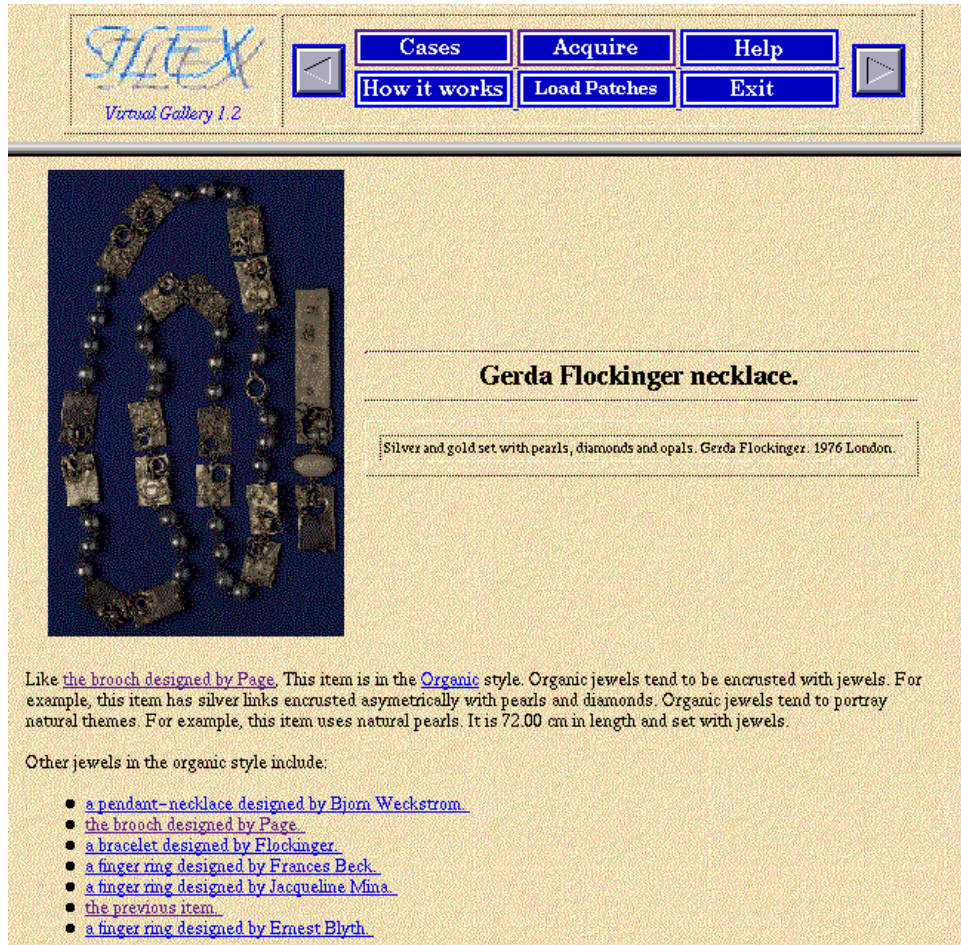 ILEX
Virtual Gallery 1.2
Cases
Acquire
Help
How it works
Load Patches
Exit
Gerda Flockinger necklace.
Silver and gold set with pearls, diamonds and opals. Gerda Flockinger. 1976 London.
Like the brooch designed by Page, This item is in the Organic style. Organic jewels tend to be encrusted with jewels. For
example, this item has silver links encrusted asymetrically with pearls and diamonds. Organic jewels tend to portray
natural themes. For example, this item uses natural pearls. It is 72.00 cm in length and set with jewels.
Other jewels in the organic style include:
a pendant-necklace designed by Bjorn Weckstrom.
the brooch designed by Page.
a bracelet designed by Flockinger.
a finger ring designed by Frances Beck.
a finger ring designed by Jacqueline Mina.
the previous item.
a finger ring designed by Ernest Blyth.